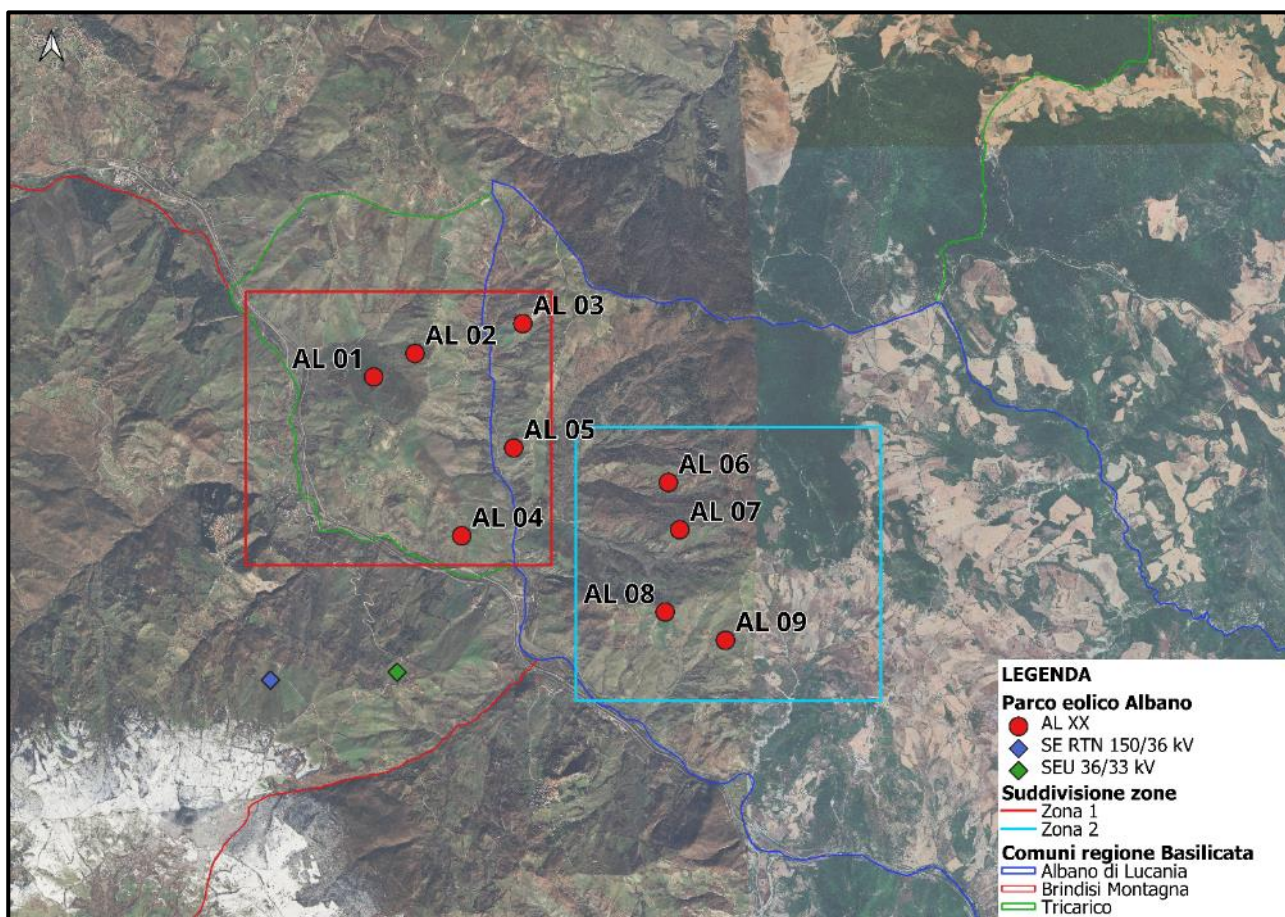 AL 03
AL 02
AL 01
AL 05
AL 06
AL 07
AL 04
AL 08
AL 09
LEGENDA
Parco eolico Albano
AL XX
SE RTN 150/36 kV
SEU 36/33 kV
Suddivisione zone
Zona 1
Zona 2
Comuni regione Basilicata
Albano di Lucania
Brindisi Montagna
Tricarico